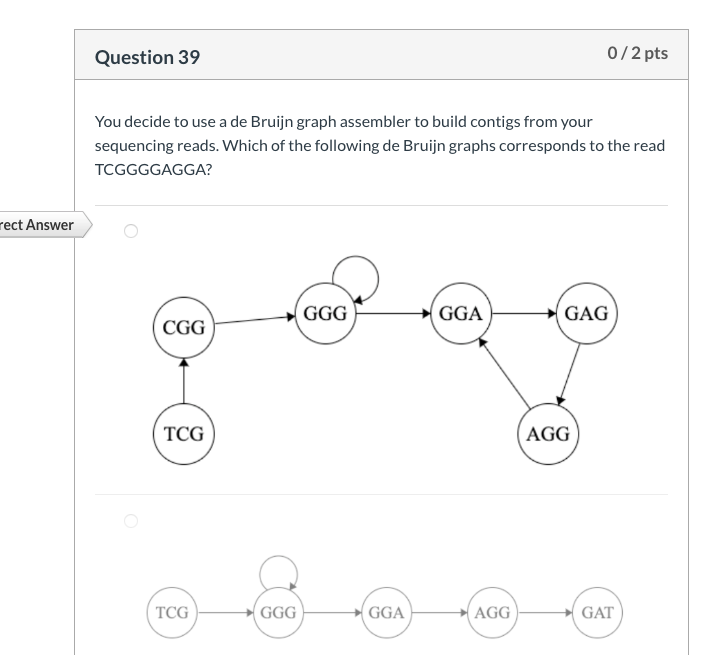 Question 39
0 / 2 pts
You decide to use a de Bruijn graph assembler to build contigs from your
sequencing reads. Which of the following de Bruijn graphs corresponds to the read
TCGGGGAGGA?
rect Answer
CGG GGG GGA GAG
TCG AGG
TCG GGG GGA AGG GAT